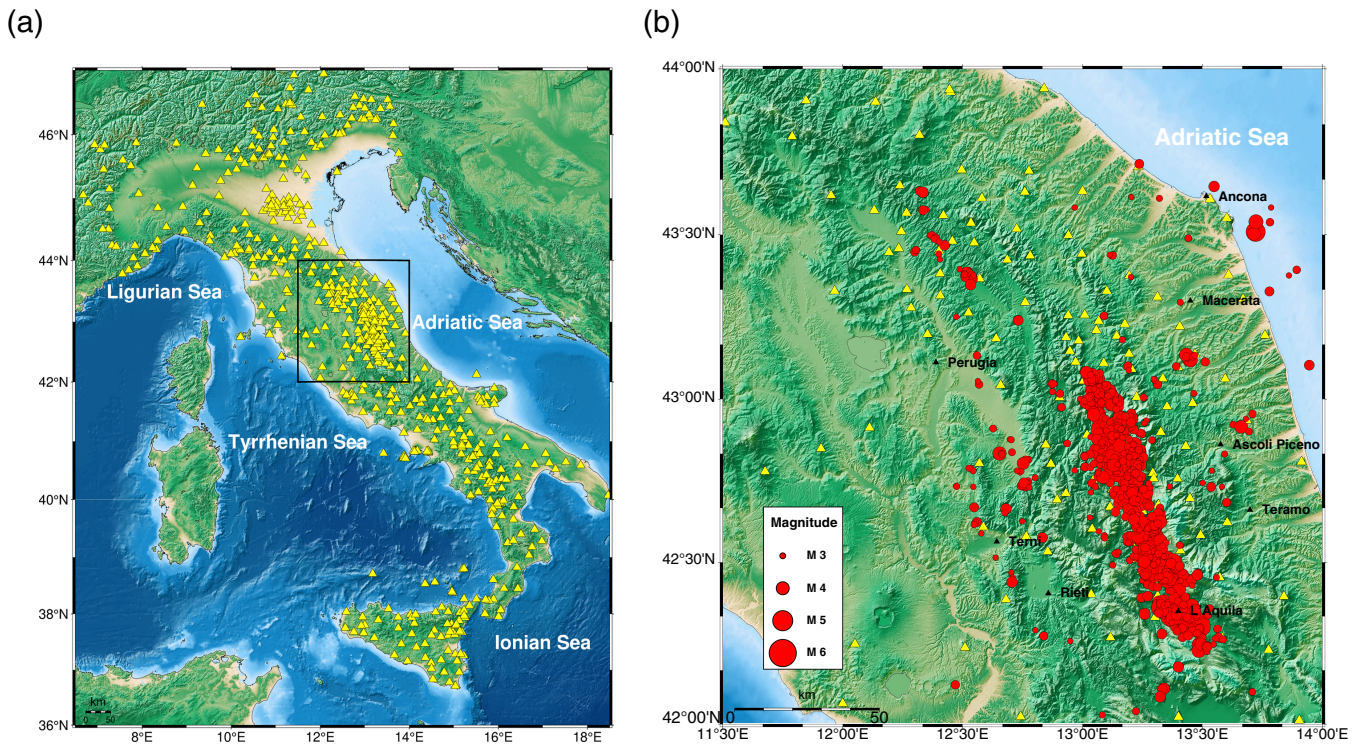 (a)
(b)
46°N
44°N
42°N
40°N
38°N
36°N
8°E
10°E
12°E
14°E
16°E
18°E
Ligurian Sea
Adriatic Sea
Tyrrhenian Sea
Ionian Sea
km
0
50
44°00'N
43°30'N
43°00'N
42°30'N
42°00'N
11°30'E
12°00'E
12°30'E
13°00'E
13°30'E
14°00'E
Adriatic Sea
Ancona
Macerata
Perugia
Ascoli Piceno
Teramo
Terni
Rieti
L'Aquila
Magnitude
M 3
M 4
M 5
M 6
km
0
50